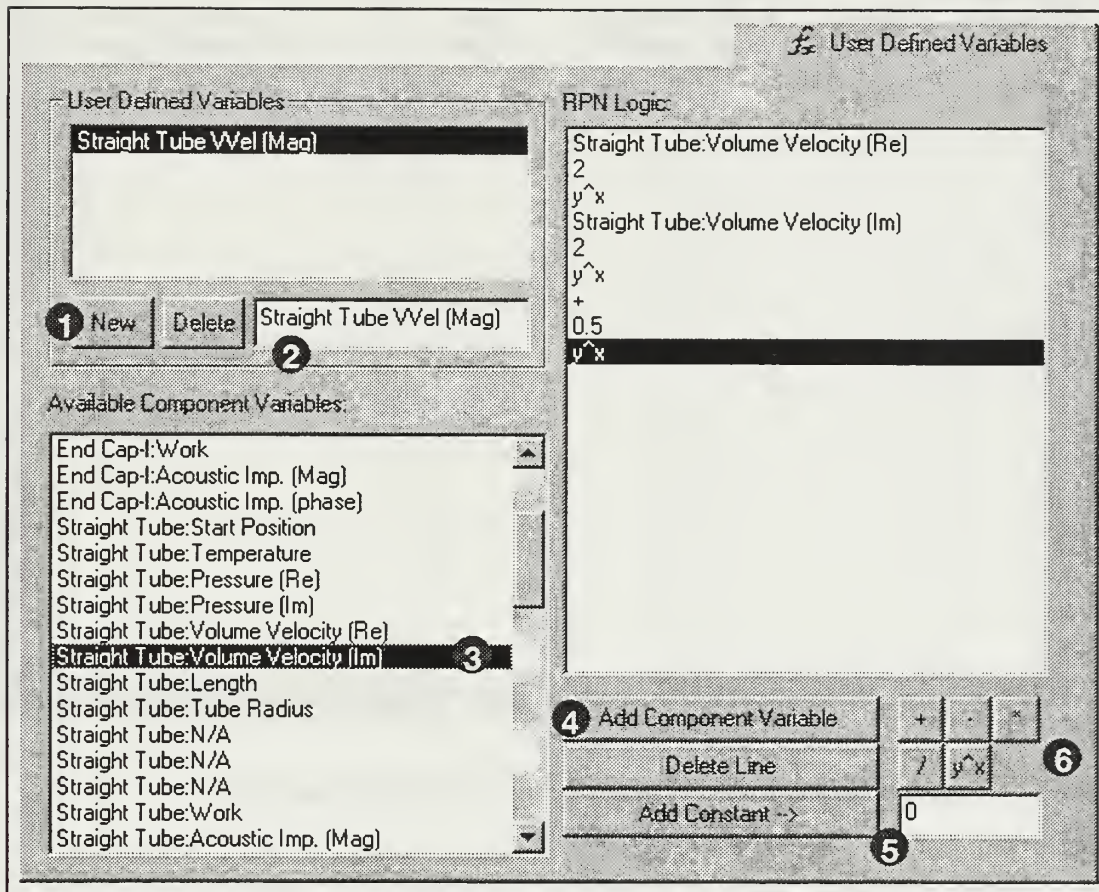 User Defined Variables
User Defined Variables
Straight Tube VVel (Mag)
1 New Delete Straight Tube VVel (Mag)
2
Available Component Variables:
End Cap-I:Work
End Cap-I:Acoustic Imp. (Mag)
End Cap-I:Acoustic Imp. (phase)
Straight Tube:Start Position
Straight Tube:Temperature
Straight Tube:Pressure (Re)
Straight Tube:Pressure (Im)
Straight Tube:Volume Velocity (Re)
Straight Tube:Volume Velocity (Im) 3
Straight Tube:Length
Straight Tube:Tube Radius
Straight Tube:N/A
Straight Tube:N/A
Straight Tube:N/A
Straight Tube:Work
Straight Tube:Acoustic Imp. (Mag)
RPN Logic:
Straight Tube:Volume Velocity (Re)
2
y^x
Straight Tube:Volume Velocity (Im)
2
y^x
+
0.5
y^x
4 Add Component Variable + - *
Delete Line / y^x 6
Add Constant --> 0
5